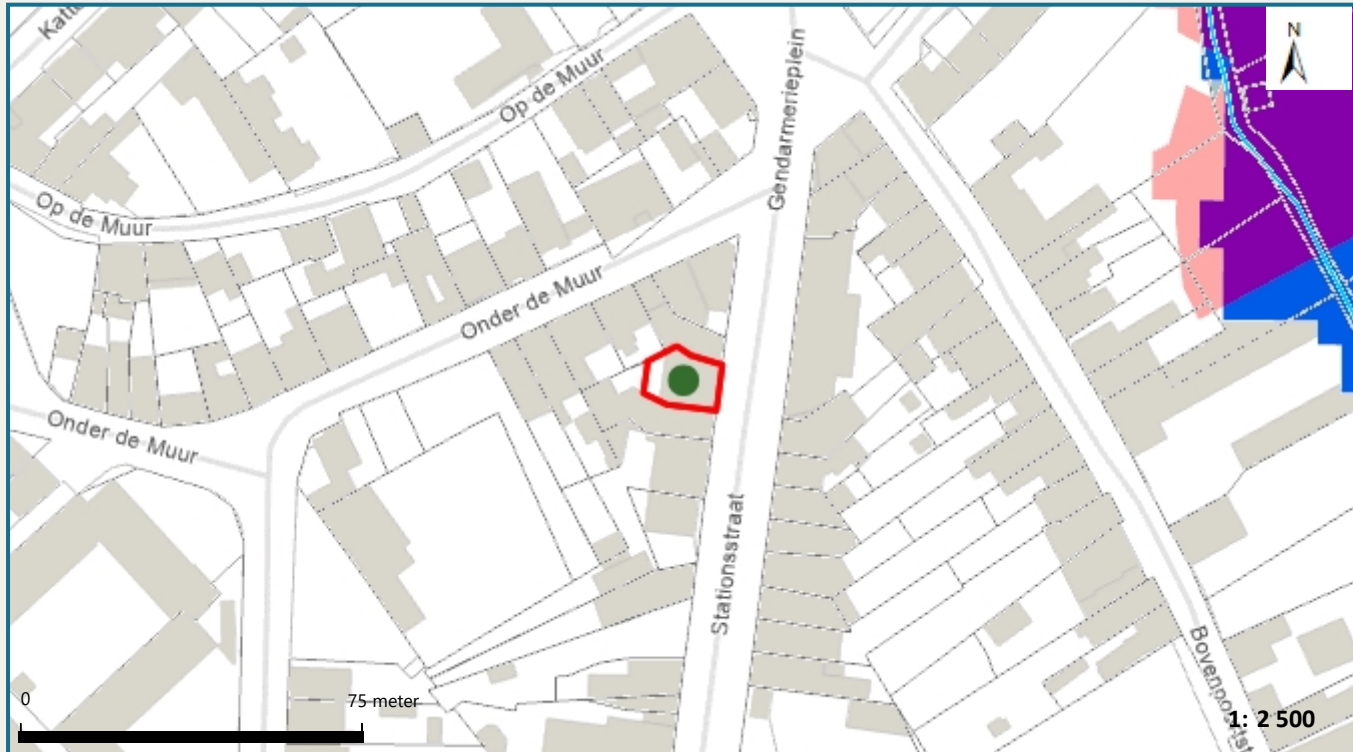 N
Op de Muur
Gendarmerieplein
Op de Muur
Onder de Muur
Onder de Muur
Stationsstraat
0
75 meter
1: 2 500